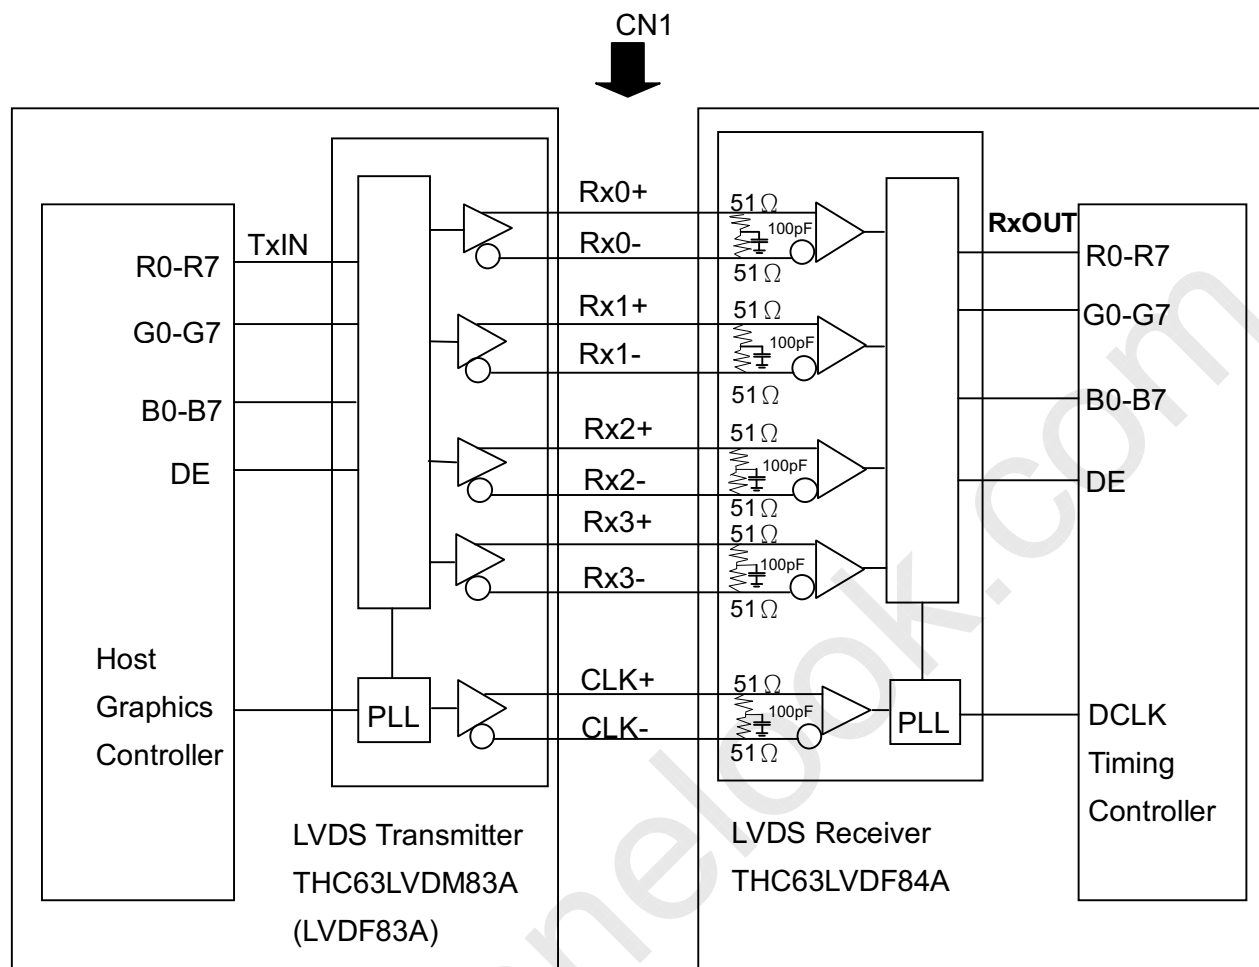 CN1
TxIN
R0-R7
G0-G7
B0-B7
DE
Host
Graphics
Controller
PLL
LVDS Transmitter
THC63LVDM83A
(LVDF83A)
Rx0+
Rx0-
Rx1+
Rx1-
Rx2+
Rx2-
Rx3+
Rx3-
CLK+
CLK-
51Ω
100pF
51Ω
51Ω
100pF
51Ω
51Ω
100pF
51Ω
51Ω
100pF
51Ω
51Ω
100pF
51Ω
PLL
LVDS Receiver
THC63LVDF84A
RxOUT
R0-R7
G0-G7
B0-B7
DE
DCLK
Timing
Controller
nelook.com